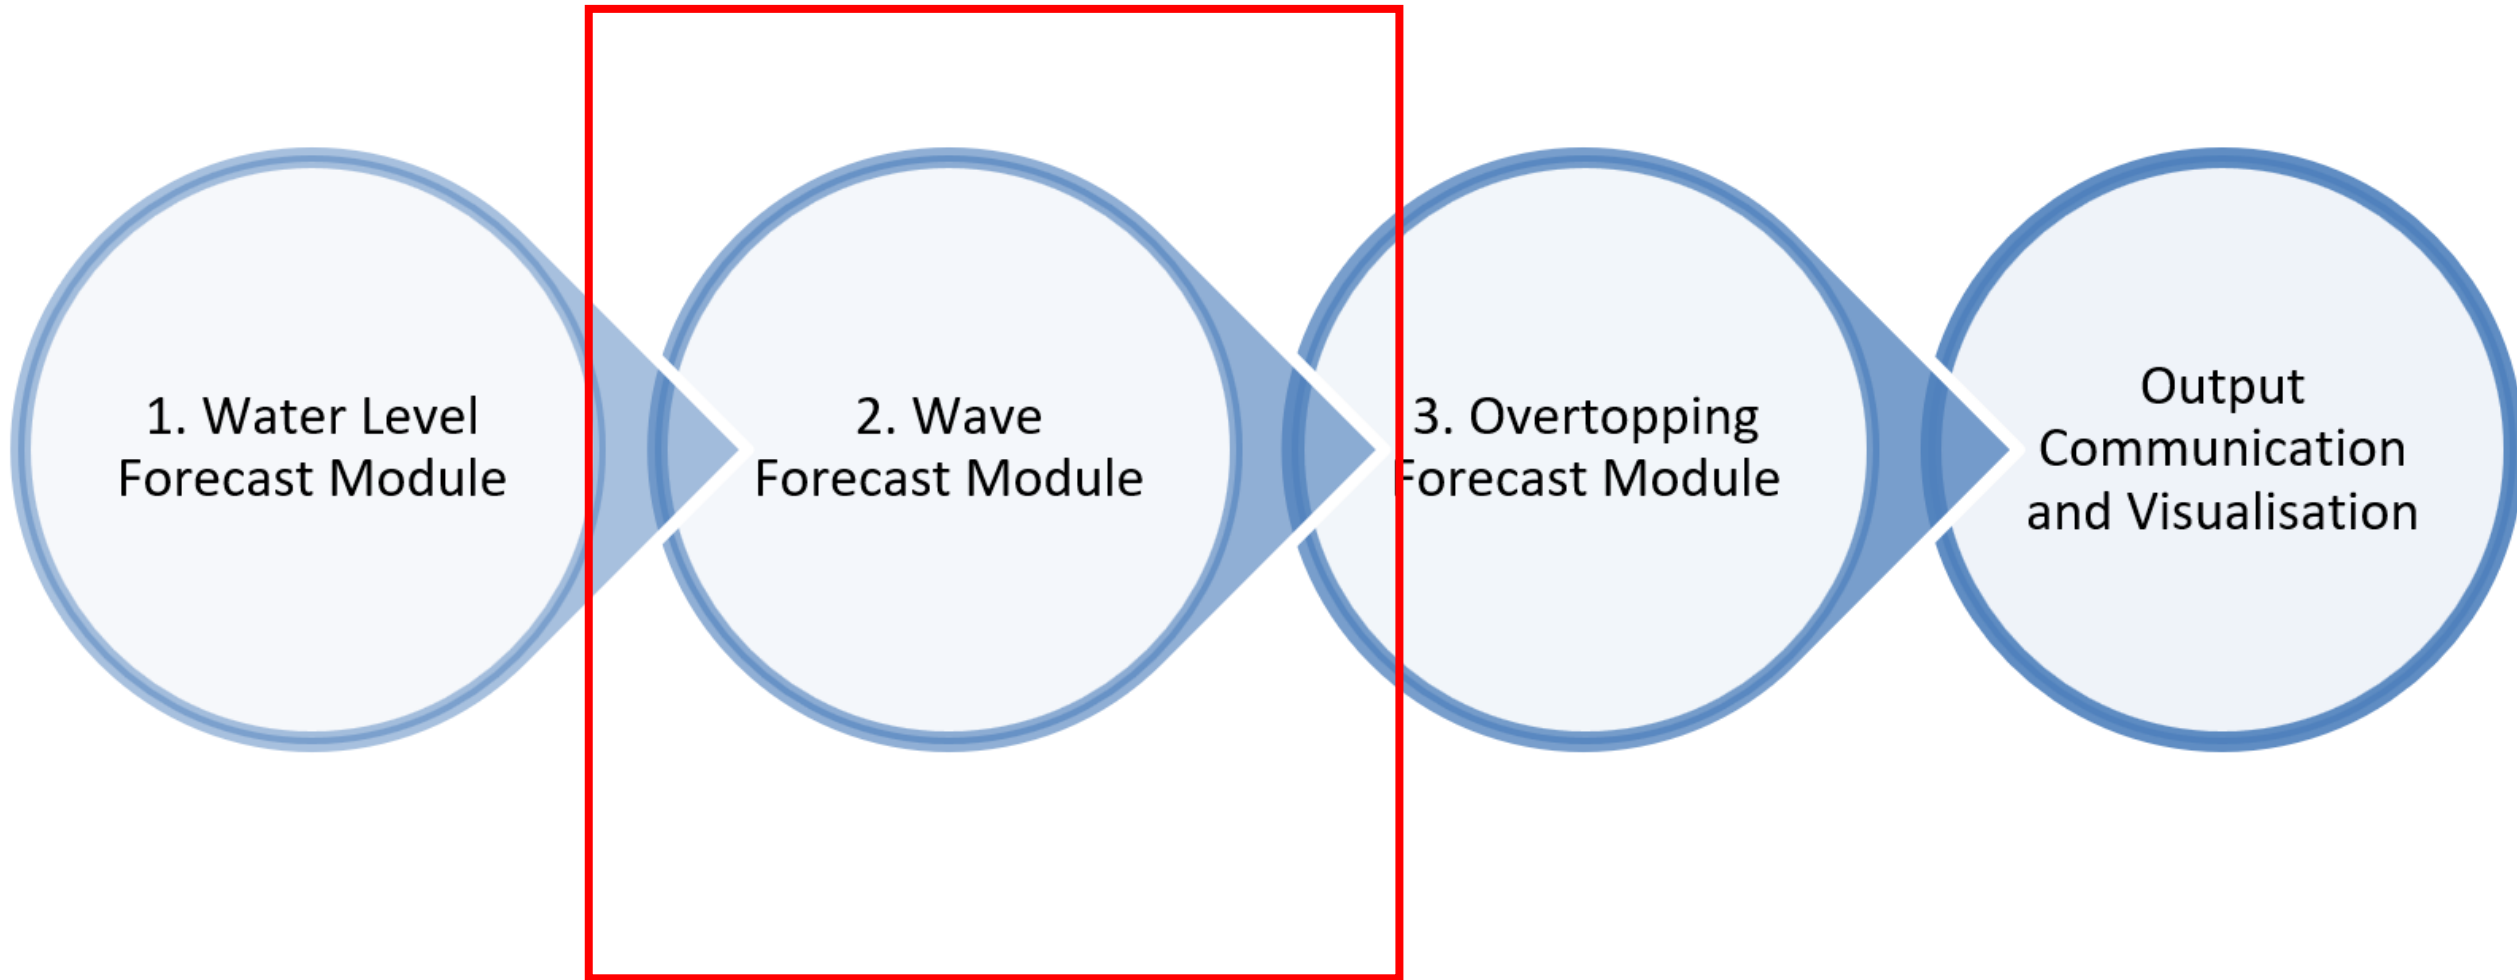 1. Water Level
Forecast Module
2. Wave
Forecast Module
3. Overtopping
Forecast Module
Output
Communication
and Visualisation